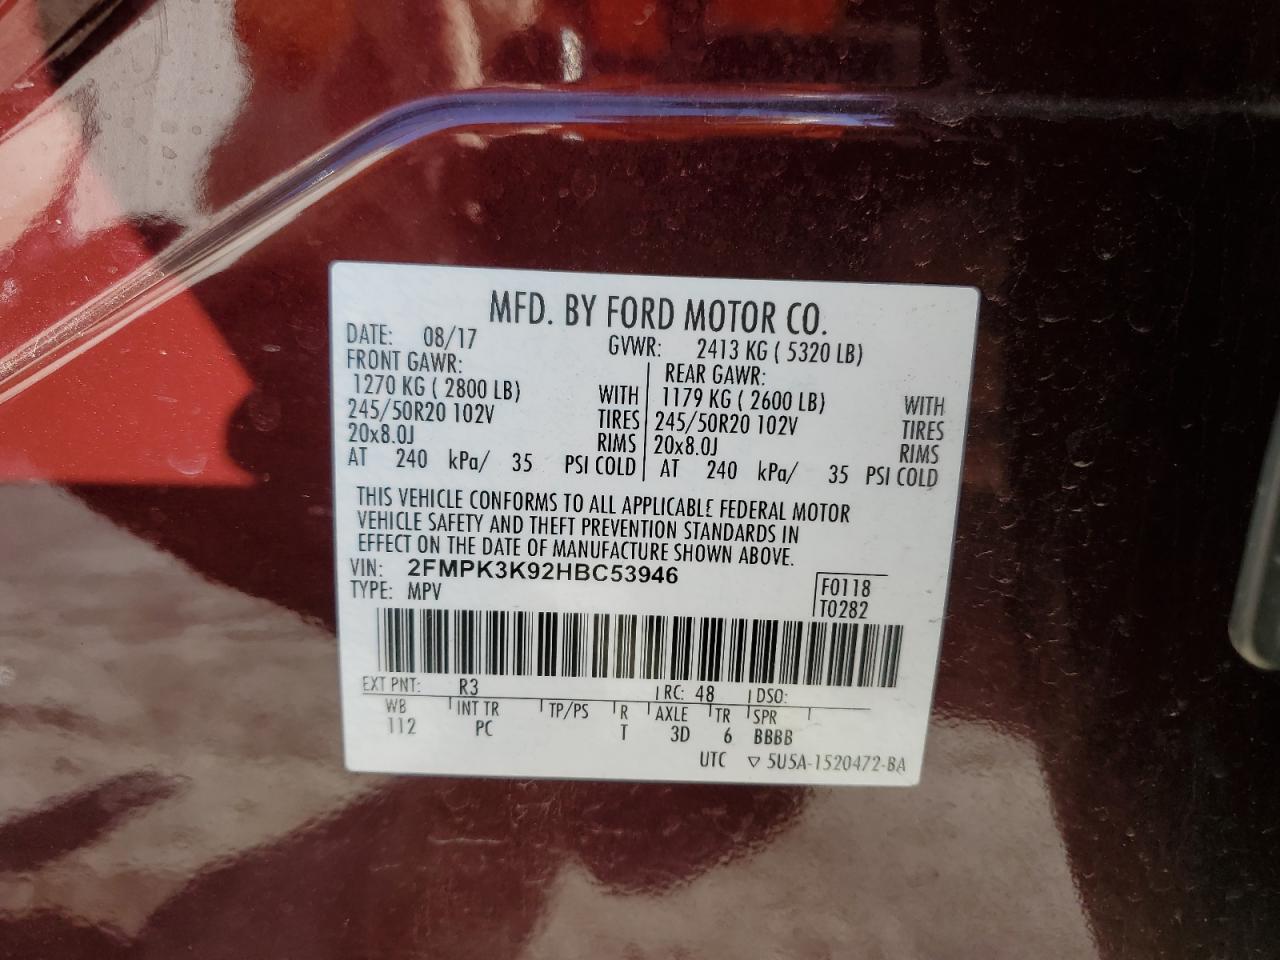 MFD. BY FORD MOTOR CO.
DATE: 08/17 GVWR: 2413 KG ( 5320 LB)
FRONT GAWR: REAR GAWR:
1270 KG ( 2800 LB) WITH 1179 KG ( 2600 LB) WITH
245/50R20 102V TIRES 245/50R20 102V TIRES
20x8.0J RIMS 20x8.0J RIMS
AT 240 kPa/ 35 PSI COLD AT 240 kPa/ 35 PSI COLD
THIS VEHICLE CONFORMS TO ALL APPLICABLE FEDERAL MOTOR
VEHICLE SAFETY AND THEFT PREVENTION STANDARDS IN
EFFECT ON THE DATE OF MANUFACTURE SHOWN ABOVE.
VIN: 2FMPK3K92HBC53946
TYPE: MPV
F0118
T0282
EXT PNT: R3 RC: 48 DSO:
WB INT TR TP/PS R AXLE TR SPR
112 PC T 3D 6 BBBB
UTC ▽ 5U5A-1520472-BA